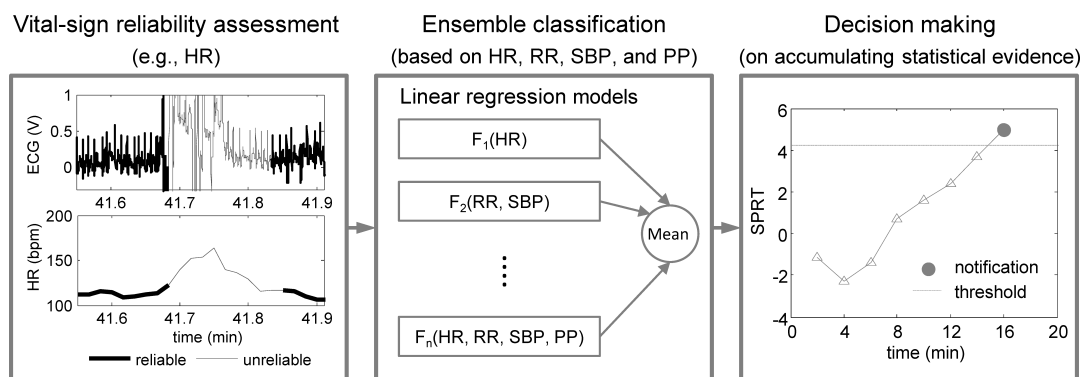 Vital-sign reliability assessment
(e.g., HR)
ECG (V)
1
0.5
0
41.6 41.7 41.8 41.9
HR (bpm)
200
150
100
41.6 41.7 41.8 41.9
time (min)
reliable unreliable
Ensemble classification
(based on HR, RR, SBP, and PP)
Linear regression models
F1(HR)
F2(RR, SBP)
Mean
Fn(HR, RR, SBP, PP)
Decision making
(on accumulating statistical evidence)
SPRT
6
4
2
0
-2
-4
notification
threshold
0 4 8 12 16 20
time (min)